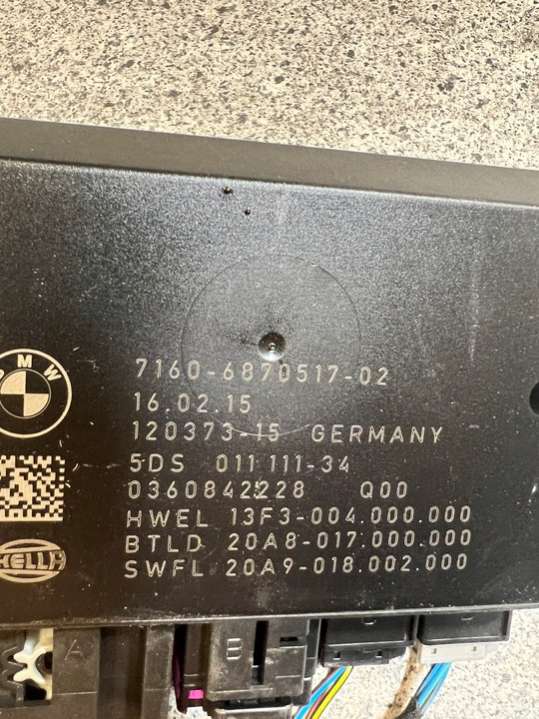 BMW
7160-6870517-02
16.02.15
120373-15 GERMANY
5DS 011 111-34
0360842228 Q00
HWEL 13F3-004.000.000
BTLD 20A8-017.000.000
SWFL 20A9-018.002.000
HELLA
A
B